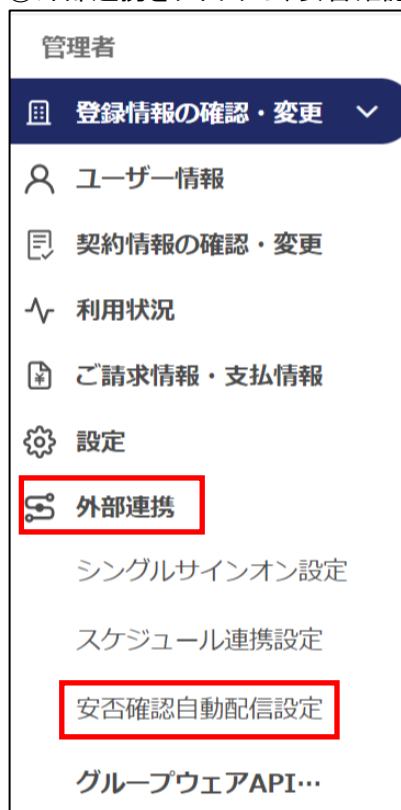 管理者
登録情報の確認・変更
ユーザー情報
契約情報の確認・変更
利用状況
ご請求情報・支払情報
設定
外部連携
シングルサインオン設定
スケジュール連携設定
安否確認自動配信設定
グループウェアAPI…